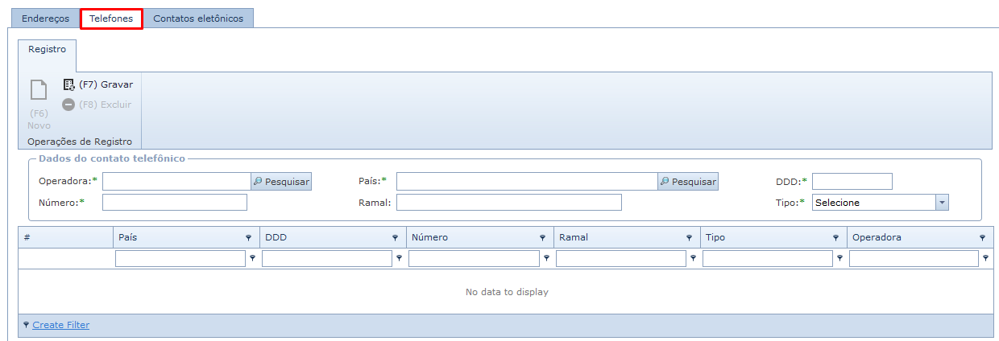 Endereços Telefones Contatos eletônicos
Registro
(F6) Novo
(F7) Gravar
(F8) Excluir
Operações de Registro
Dados do contato telefônico
Operadora:* Pesquisar País:* Pesquisar DDD:*
Número:* Ramal: Tipo:* Selecione
# País DDD Número Ramal Tipo Operadora
No data to display
Create Filter